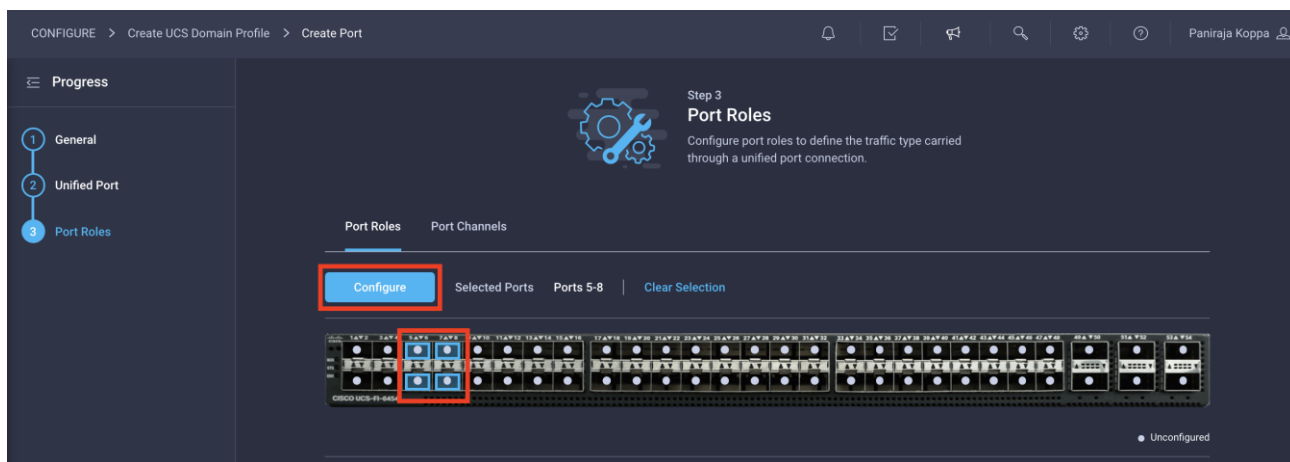 CONFIGURE > Create UCS Domain Profile > Create Port
Paniraja Koppa
Progress
1 General
2 Unified Port
3 Port Roles
Step 3
Port Roles
Configure port roles to define the traffic type carried
through a unified port connection.
Port Roles Port Channels
Configure Selected Ports Ports 5-8 | Clear Selection
CISCO UCS-FI-6454
Unconfigured